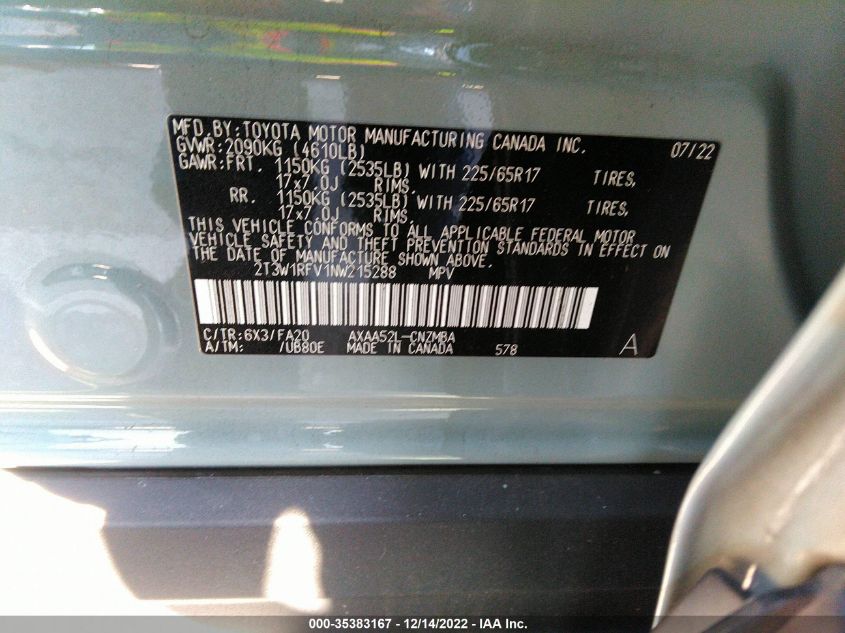 MFD.BY:TOYOTA MOTOR MANUFACTURING CANADA INC. 07/22
GVWR:2090KG (4610LB)
GAWR:FRT. 1150KG (2535LB) WITH 225/65R17 TIRES,
17x7.0J RIMS.
RR. 1150KG (2535LB) WITH 225/65R17 TIRES,
17x7.0J RIMS.
THIS VEHICLE CONFORMS TO ALL APPLICABLE FEDERAL MOTOR
VEHICLE SAFETY AND THEFT PREVENTION STANDARDS IN EFFECT ON
THE DATE OF MANUFACTURE SHOWN ABOVE.
2T3W1RFV1NW215288 MPV
C/TR:6X3/FA20 AXAA52L-CNZMBA
A/TM: /UB80E MADE IN CANADA 578 A
000-35383167 - 12/14/2022 - IAA Inc.